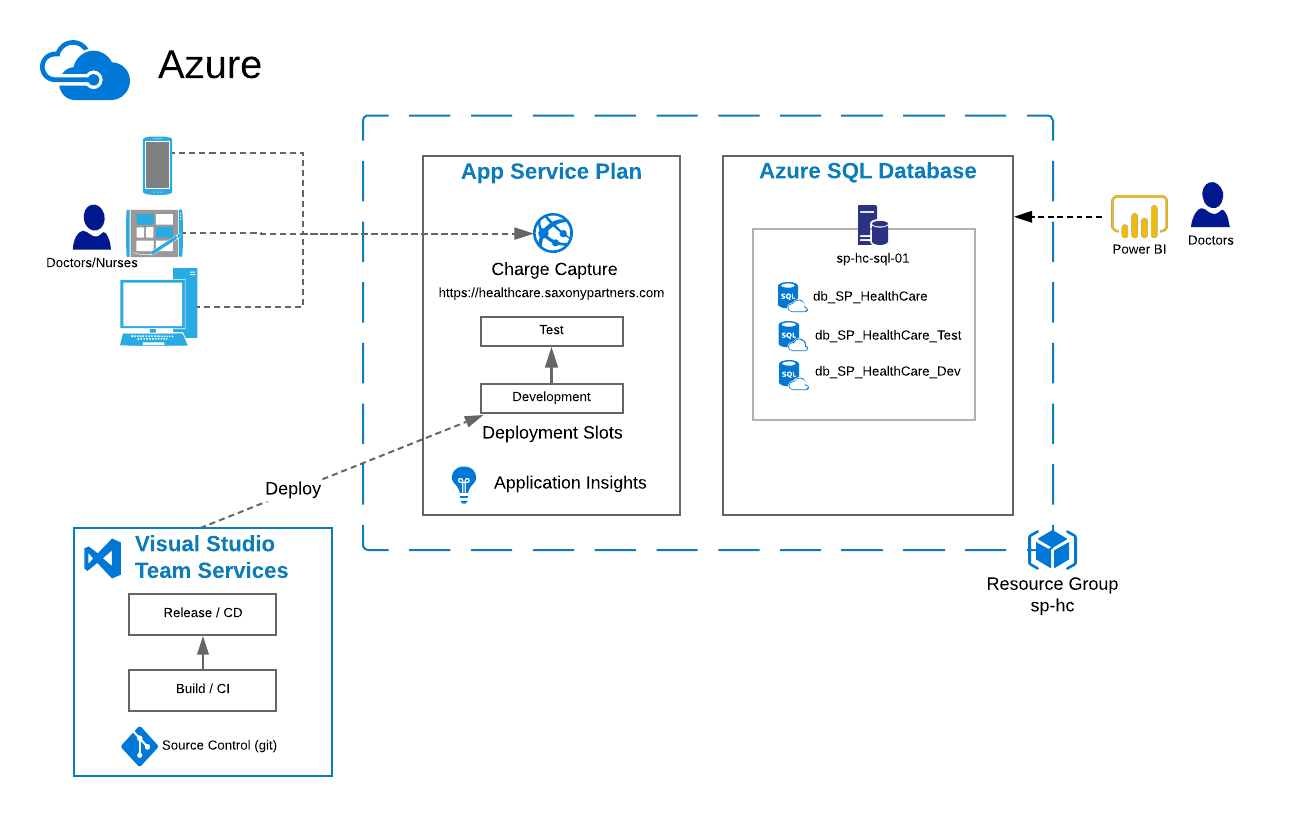 Azure
Doctors/Nurses
App Service Plan
Charge Capture
https://healthcare.saxonypartners.com
Test
Development
Deployment Slots
Application Insights
Azure SQL Database
sp-hc-sql-01
SQL db_SP_HealthCare
SQL db_SP_HealthCare_Test
SQL db_SP_HealthCare_Dev
Power BI
Doctors
Deploy
Visual Studio
Team Services
Release / CD
Build / CI
Source Control (git)
Resource Group
sp-hc